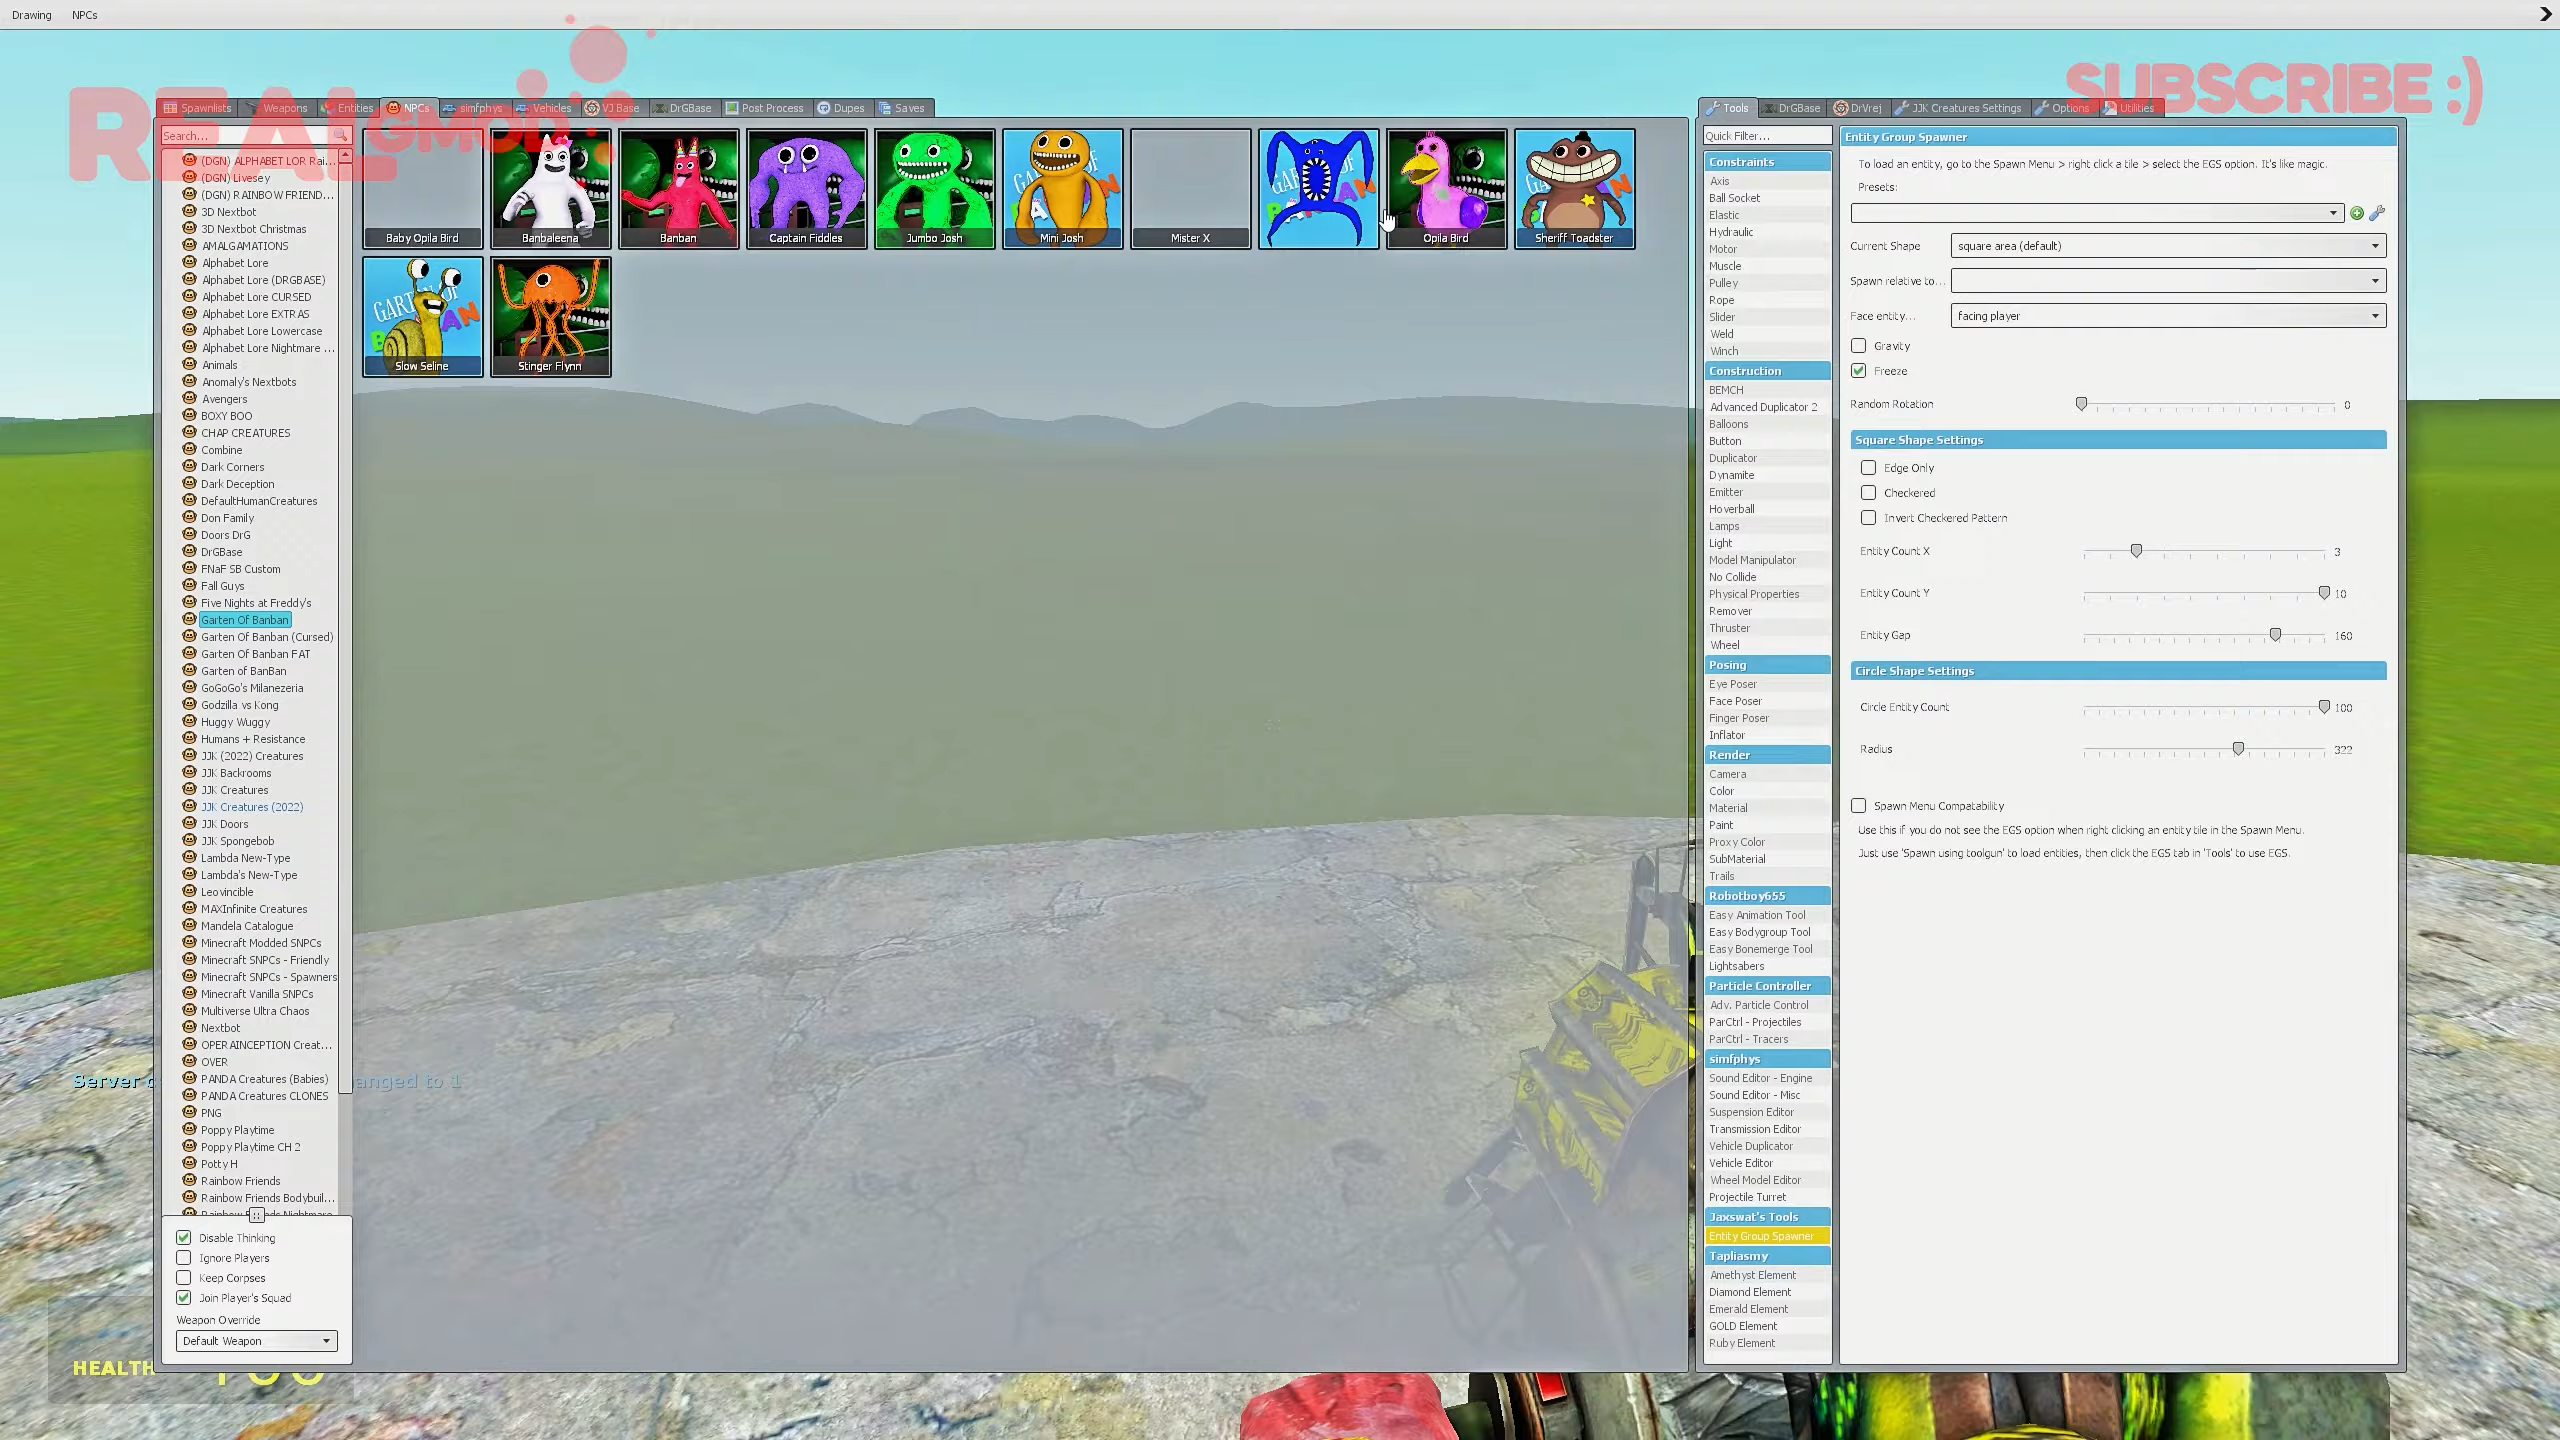 Drawing NPCs
REAL GMOD
SUBSCRIBE :)
Spawnlists Weapons Entities NPCs simfphys Vehicles VJ Base DrGBase Post Process Dupes Saves
Search...
(DGN) ALPHABET LOR Rai...
(DGN) Livesey
(DGN) RAINBOW FRIEND...
3D Nextbot
3D Nextbot Christmas
AMALGAMATIONS
Alphabet Lore
Alphabet Lore (DRGBASE)
Alphabet Lore CURSED
Alphabet Lore EXTRAS
Alphabet Lore Lowercase
Alphabet Lore Nightmare ...
Animals
Anomaly's Nextbots
Avengers
BOXY BOO
CHAP CREATURES
Combine
Dark Corners
Dark Deception
DefaultHumanCreatures
Don Family
Doors DrG
DrGBase
FNaF SB Custom
Fall Guys
Five Nights at Freddy's
Garten Of Banban
Garten Of Banban (Cursed)
Garten Of Banban FAT
Garten of BanBan
GoGoGo's Milanezeria
Godzilla vs Kong
Huggy Wuggy
Humans + Resistance
JJK (2022) Creatures
JJK Backrooms
JJK Creatures
JJK Creatures (2022)
JJK Doors
JJK Spongebob
Lambda New-Type
Lambda's New-Type
Leovincible
MAXInfinite Creatures
Mandela Catalogue
Minecraft Modded SNPCs
Minecraft SNPCs - Friendly
Minecraft SNPCs - Spawners
Minecraft Vanilla SNPCs
Multiverse Ultra Chaos
Nextbot
OPERAINCEPTION Creat...
OVER
PANDA Creatures (Babies)
PANDA Creatures CLONES
PNG
Poppy Playtime
Poppy Playtime CH 2
Potty H
Rainbow Friends
Rainbow Friends Bodybuil...
Disable Thinking
Ignore Players
Keep Corpses
Join Player's Squad
Weapon Override
Default Weapon
Baby Opila Bird Banbaleena Banban Captain Fiddles Jumbo Josh Mini Josh Mister X Opila Bird Sheriff Toadster
Slow Seline Stinger Flynn
Server anged to 1
HEALTH 100
Tools DrGBase DrVrej JJK Creatures Settings Options Utilities
Quick Filter...
Constraints
Axis
Ball Socket
Elastic
Hydraulic
Motor
Muscle
Pulley
Rope
Slider
Weld
Winch
Construction
BEMCH
Advanced Duplicator 2
Balloons
Button
Duplicator
Dynamite
Emitter
Hoverball
Lamps
Light
Model Manipulator
No Collide
Physical Properties
Remover
Thruster
Wheel
Posing
Eye Poser
Face Poser
Finger Poser
Inflator
Render
Camera
Color
Material
Paint
Proxy Color
SubMaterial
Trails
Robotboy655
Easy Animation Tool
Easy Bodygroup Tool
Easy Bonemerge Tool
Lightsabers
Particle Controller
Adv. Particle Control
ParCtrl - Projectiles
ParCtrl - Tracers
simfphys
Sound Editor - Engine
Sound Editor - Misc
Suspension Editor
Transmission Editor
Vehicle Duplicator
Vehicle Editor
Wheel Model Editor
Projectile Turret
Jaxswat's Tools
Entity Group Spawner
Tapliasmy
Amethyst Element
Diamond Element
Emerald Element
GOLD Element
Ruby Element
Entity Group Spawner
To load an entity, go to the Spawn Menu > right click a tile > select the EGS option. It's like magic.
Presets:
Current Shape square area (default)
Spawn relative to...
Face entity... facing player
Gravity
Freeze
Random Rotation 0
Square Shape Settings
Edge Only
Checkered
Invert Checkered Pattern
Entity Count X 3
Entity Count Y 10
Entity Gap 160
Circle Shape Settings
Circle Entity Count 100
Radius 322
Spawn Menu Compatability
Use this if you do not see the EGS option when right clicking an entity tile in the Spawn Menu.
Just use 'Spawn using toolgun' to load entities, then click the EGS tab in 'Tools' to use EGS.